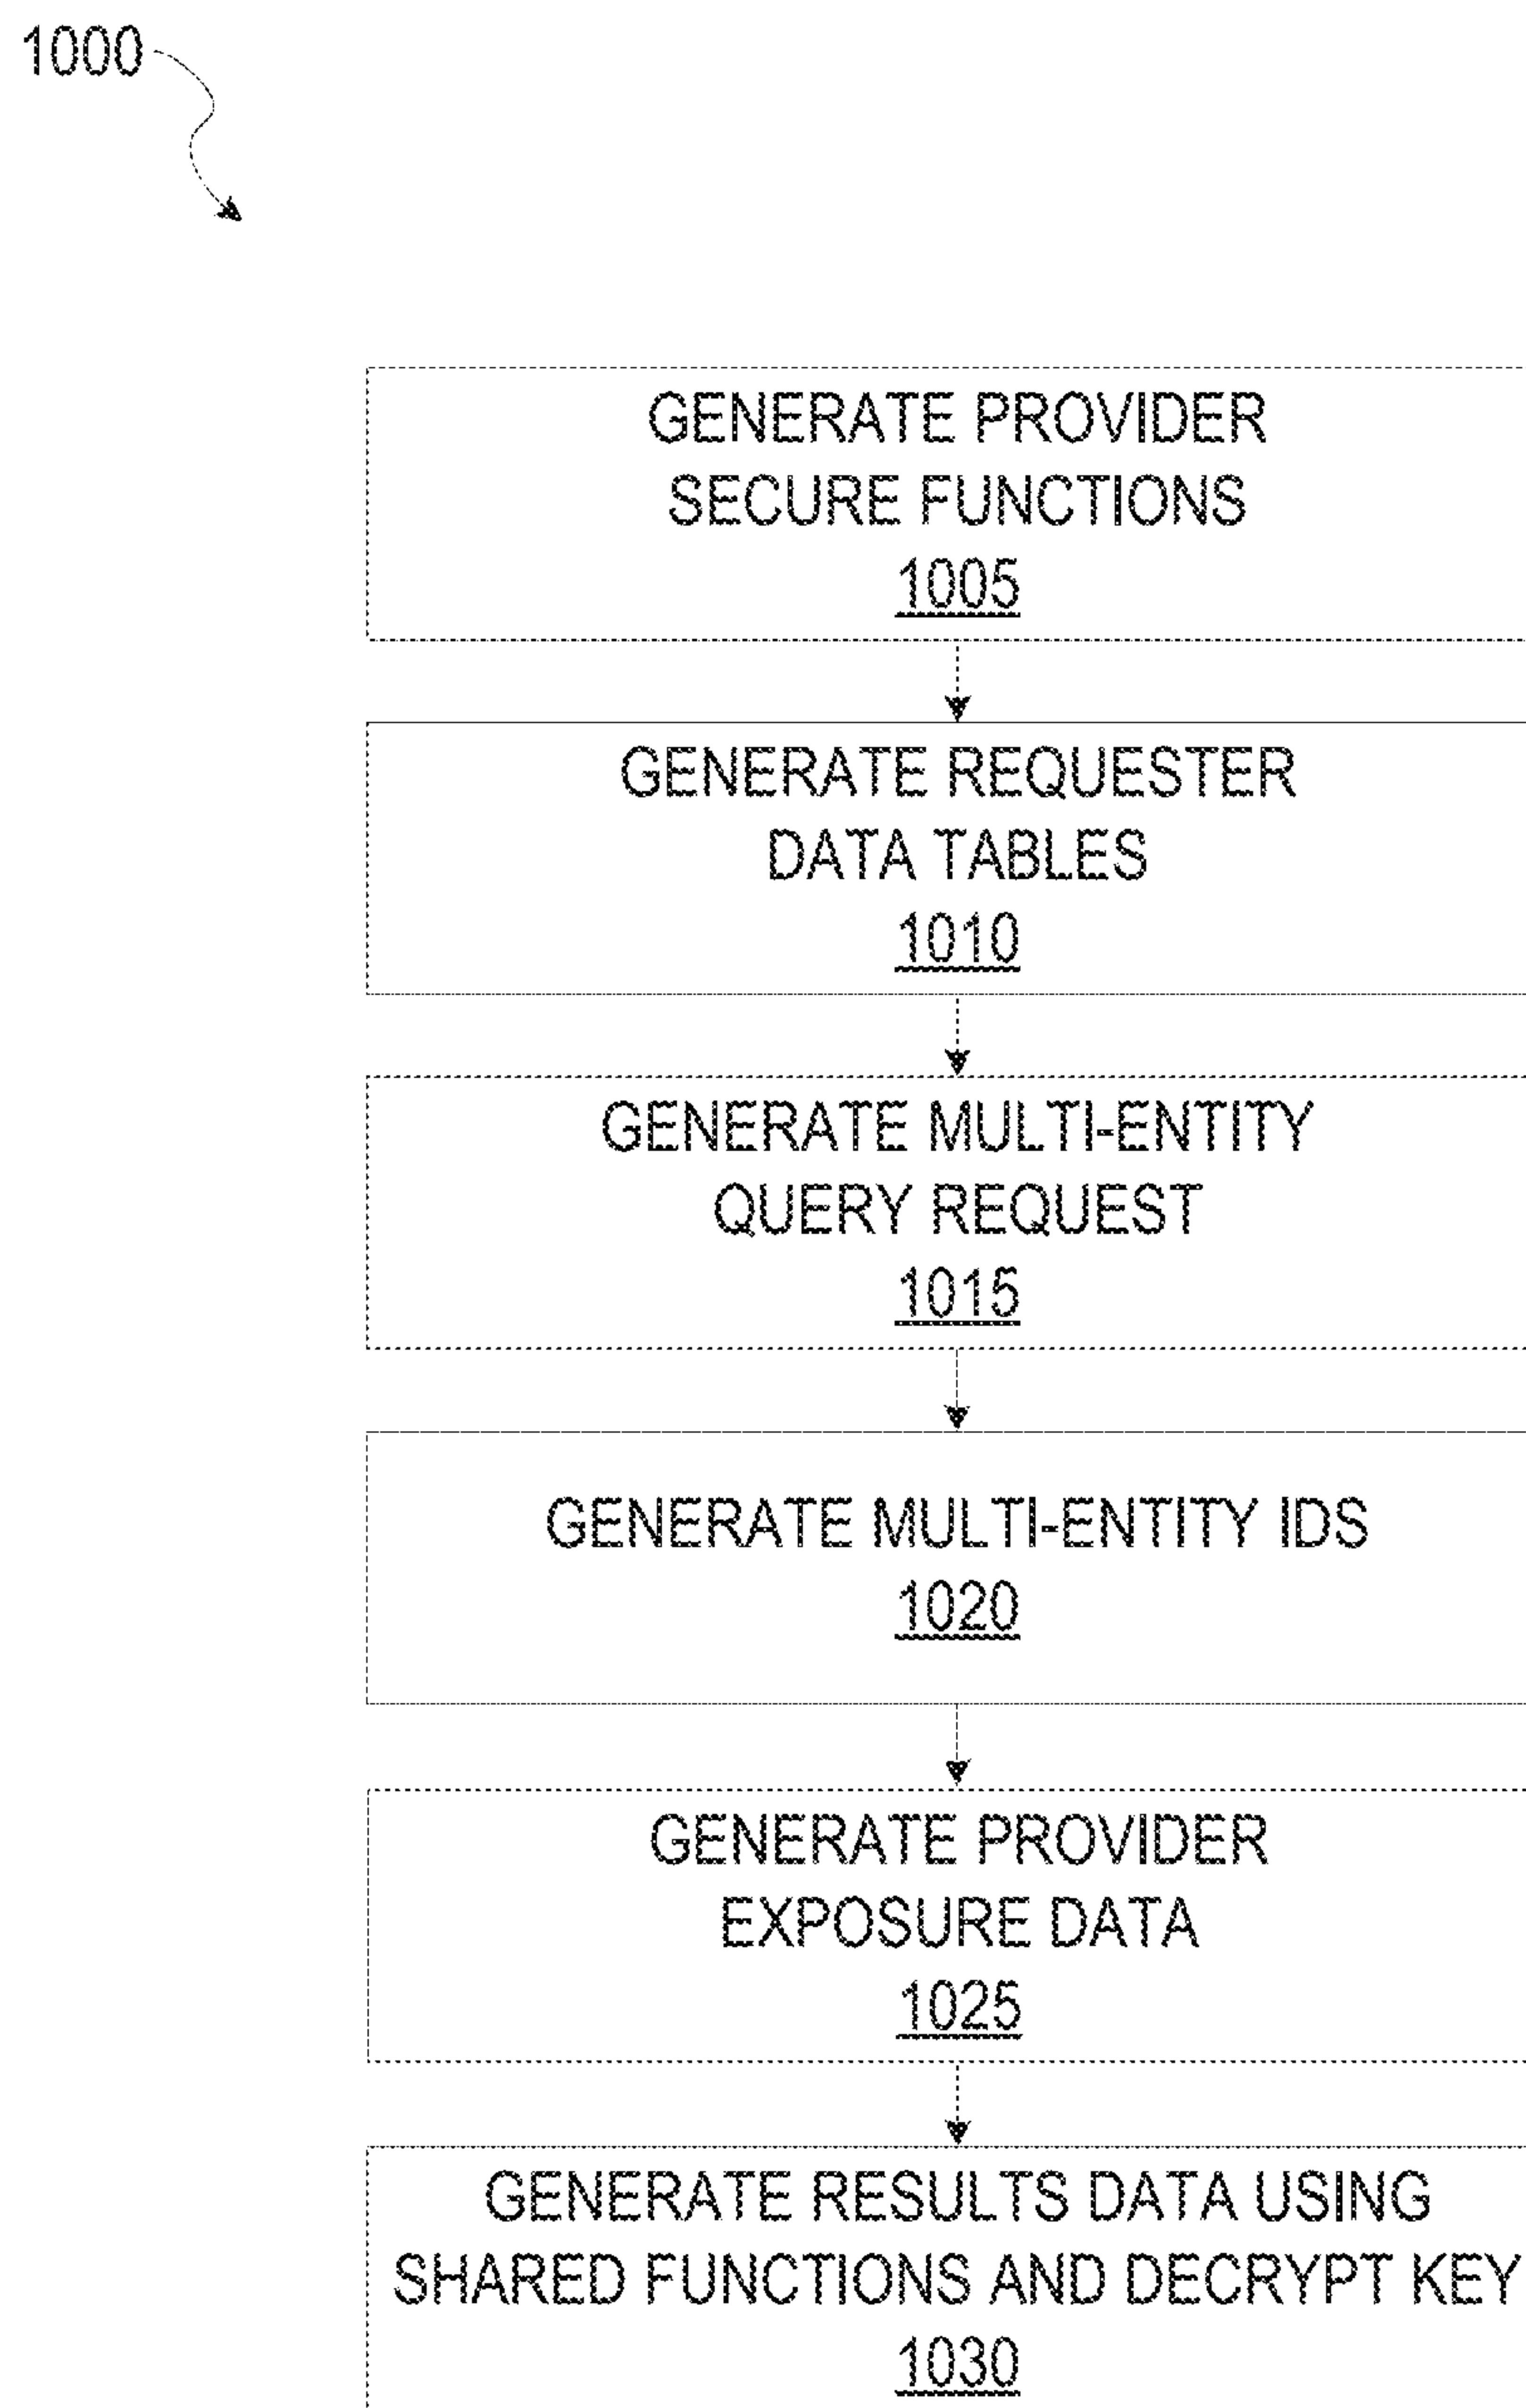 1000
GENERATE PROVIDER
SECURE FUNCTIONS
1005
GENERATE REQUESTER
DATA TABLES
1010
GENERATE MULTI-ENTITY
QUERY REQUEST
1015
GENERATE MULTI-ENTITY IDS
1020
GENERATE PROVIDER
EXPOSURE DATA
1025
GENERATE RESULTS DATA USING
SHARED FUNCTIONS AND DECRYPT KEY
1030